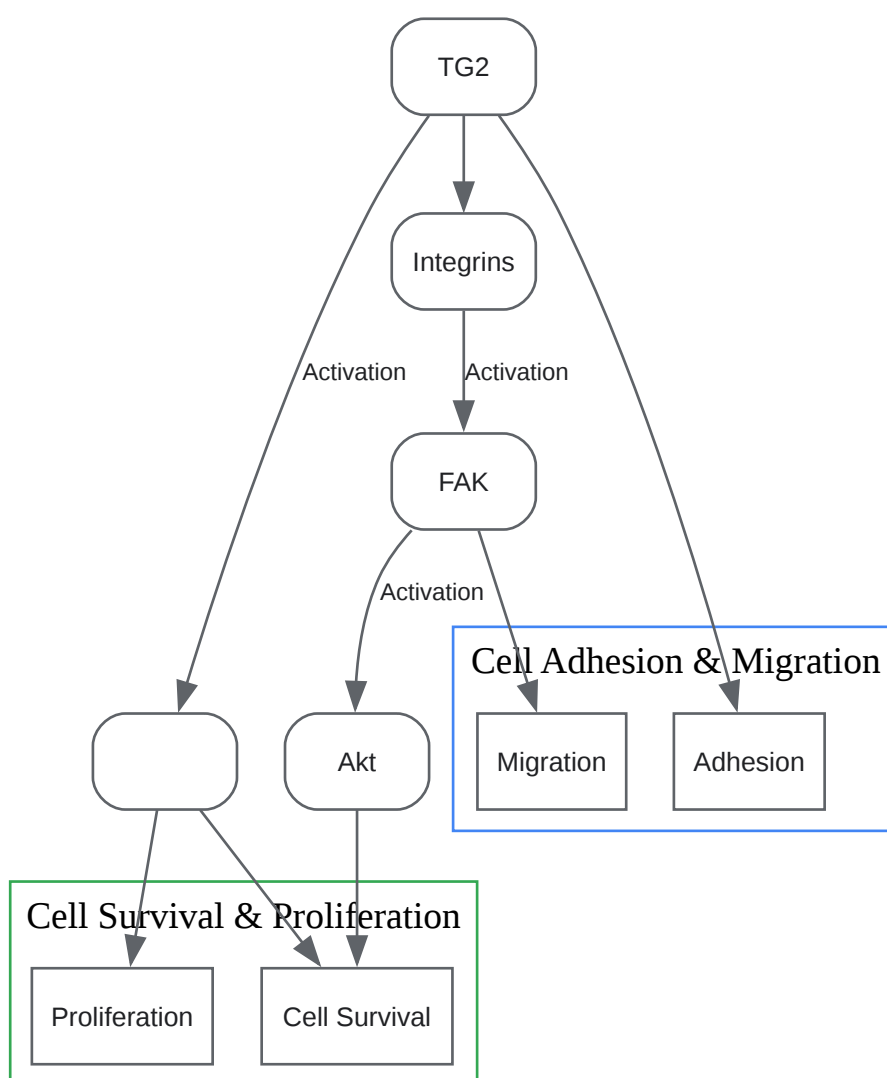 TG2
Integrins
Activation
Activation
FAK
Activation
Cell Adhesion & Migration
Akt
Migration
Adhesion
Cell Survival & Proliferation
Proliferation
Cell Survival